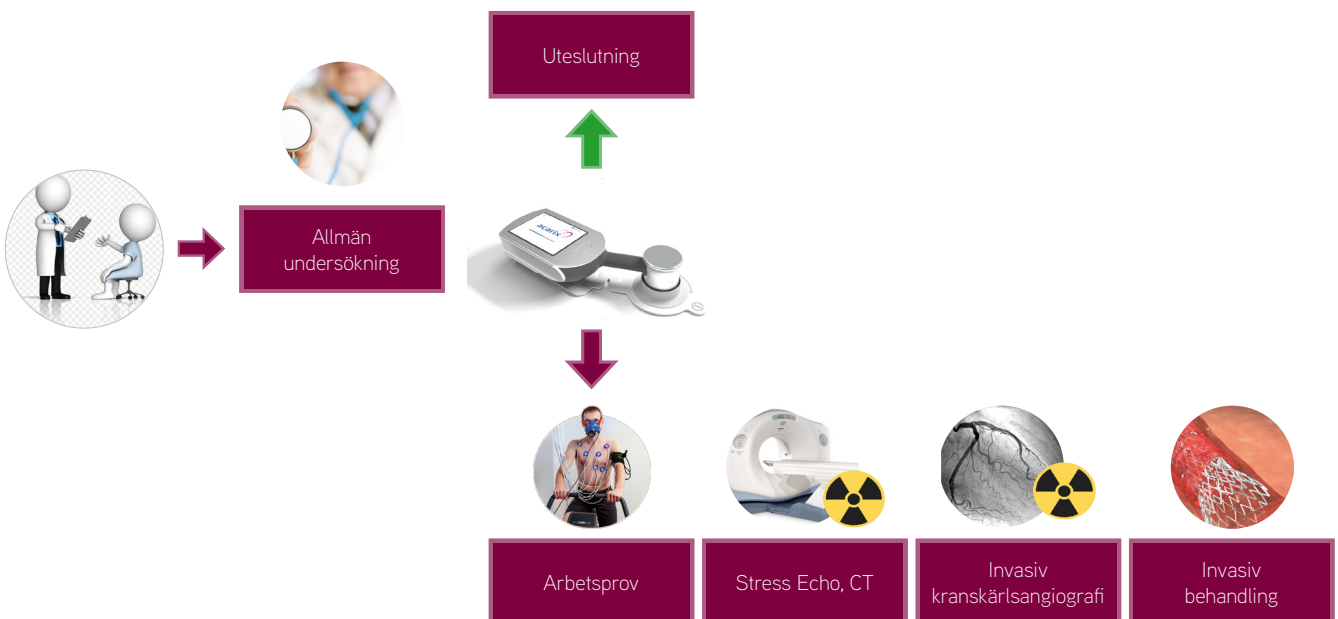 Uteslutning
Allmän
undersökning
acarix
Arbetsprov
Stress Echo, CT
Invasiv
kranskärlsangiografi
Invasiv
behandling